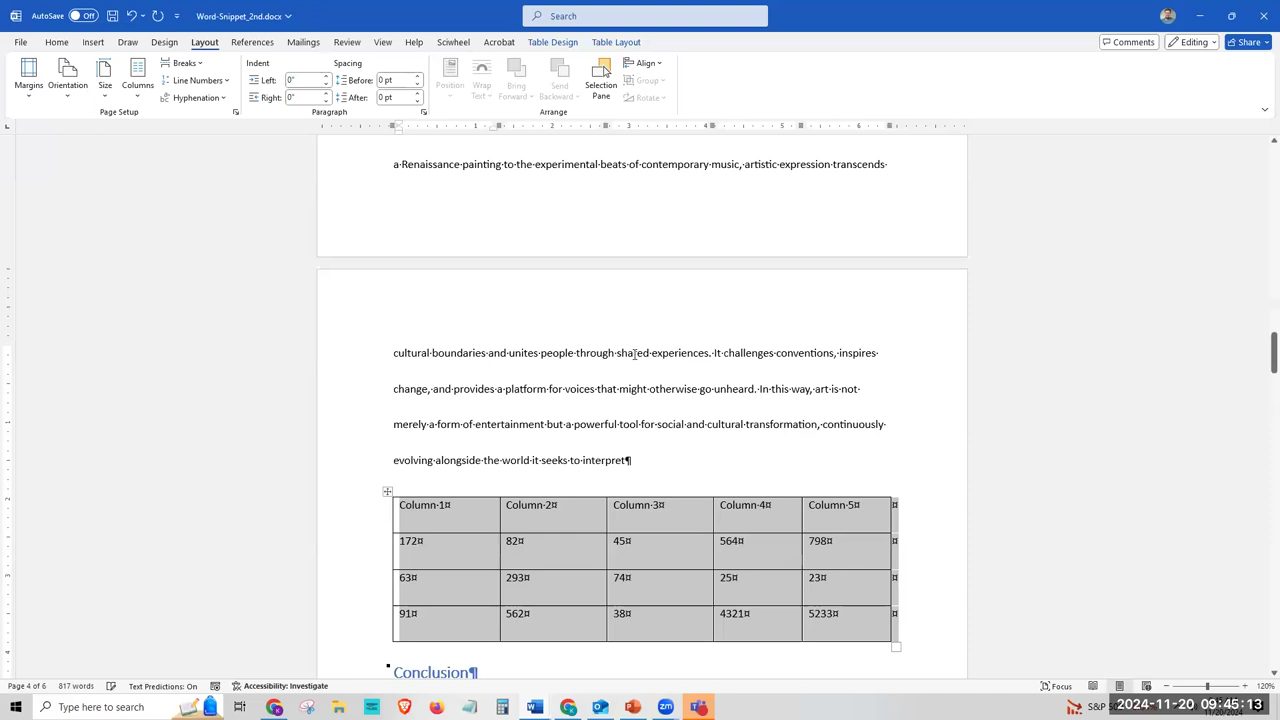 AutoSave Off Word-Snippet_2nd.docx Search
File Home Insert Draw Design Layout References Mailings Review View Help Sciwheel Acrobat Table Design Table Layout Comments Editing Share
Margins Orientation Size Columns Breaks Line Numbers Hyphenation
Page Setup
Indent Spacing
Left: 0" Before: 0 pt
Right: 0" After: 0 pt
Paragraph
Position Wrap Text Bring Forward Send Backward Selection Pane Align Group Rotate
Arrange
1 2 3 4 5 6
a·Renaissance·painting·to·the·experimental·beats·of·contemporary·music,·artistic·expression·transcends·
cultural·boundaries·and·unites·people·through·shared·experiences.·It·challenges·conventions,·inspires·
change,·and·provides·a·platform·for·voices·that·might·otherwise·go·unheard.·In·this·way,·art·is·not·
merely·a·form·of·entertainment·but·a·powerful·tool·for·social·and·cultural·transformation,·continuously·
evolving·alongside·the·world·it·seeks·to·interpret¶
Column·1¤ Column·2¤ Column·3¤ Column·4¤ Column·5¤ ¤
172¤ 82¤ 45¤ 564¤ 798¤ ¤
63¤ 293¤ 74¤ 25¤ 23¤ ¤
91¤ 562¤ 38¤ 4321¤ 5233¤ ¤
Conclusion¶
Page 4 of 6 817 words Text Predictions: On Accessibility: Investigate Focus 120%
Type here to search S&P 2024-11-20 09:45:13